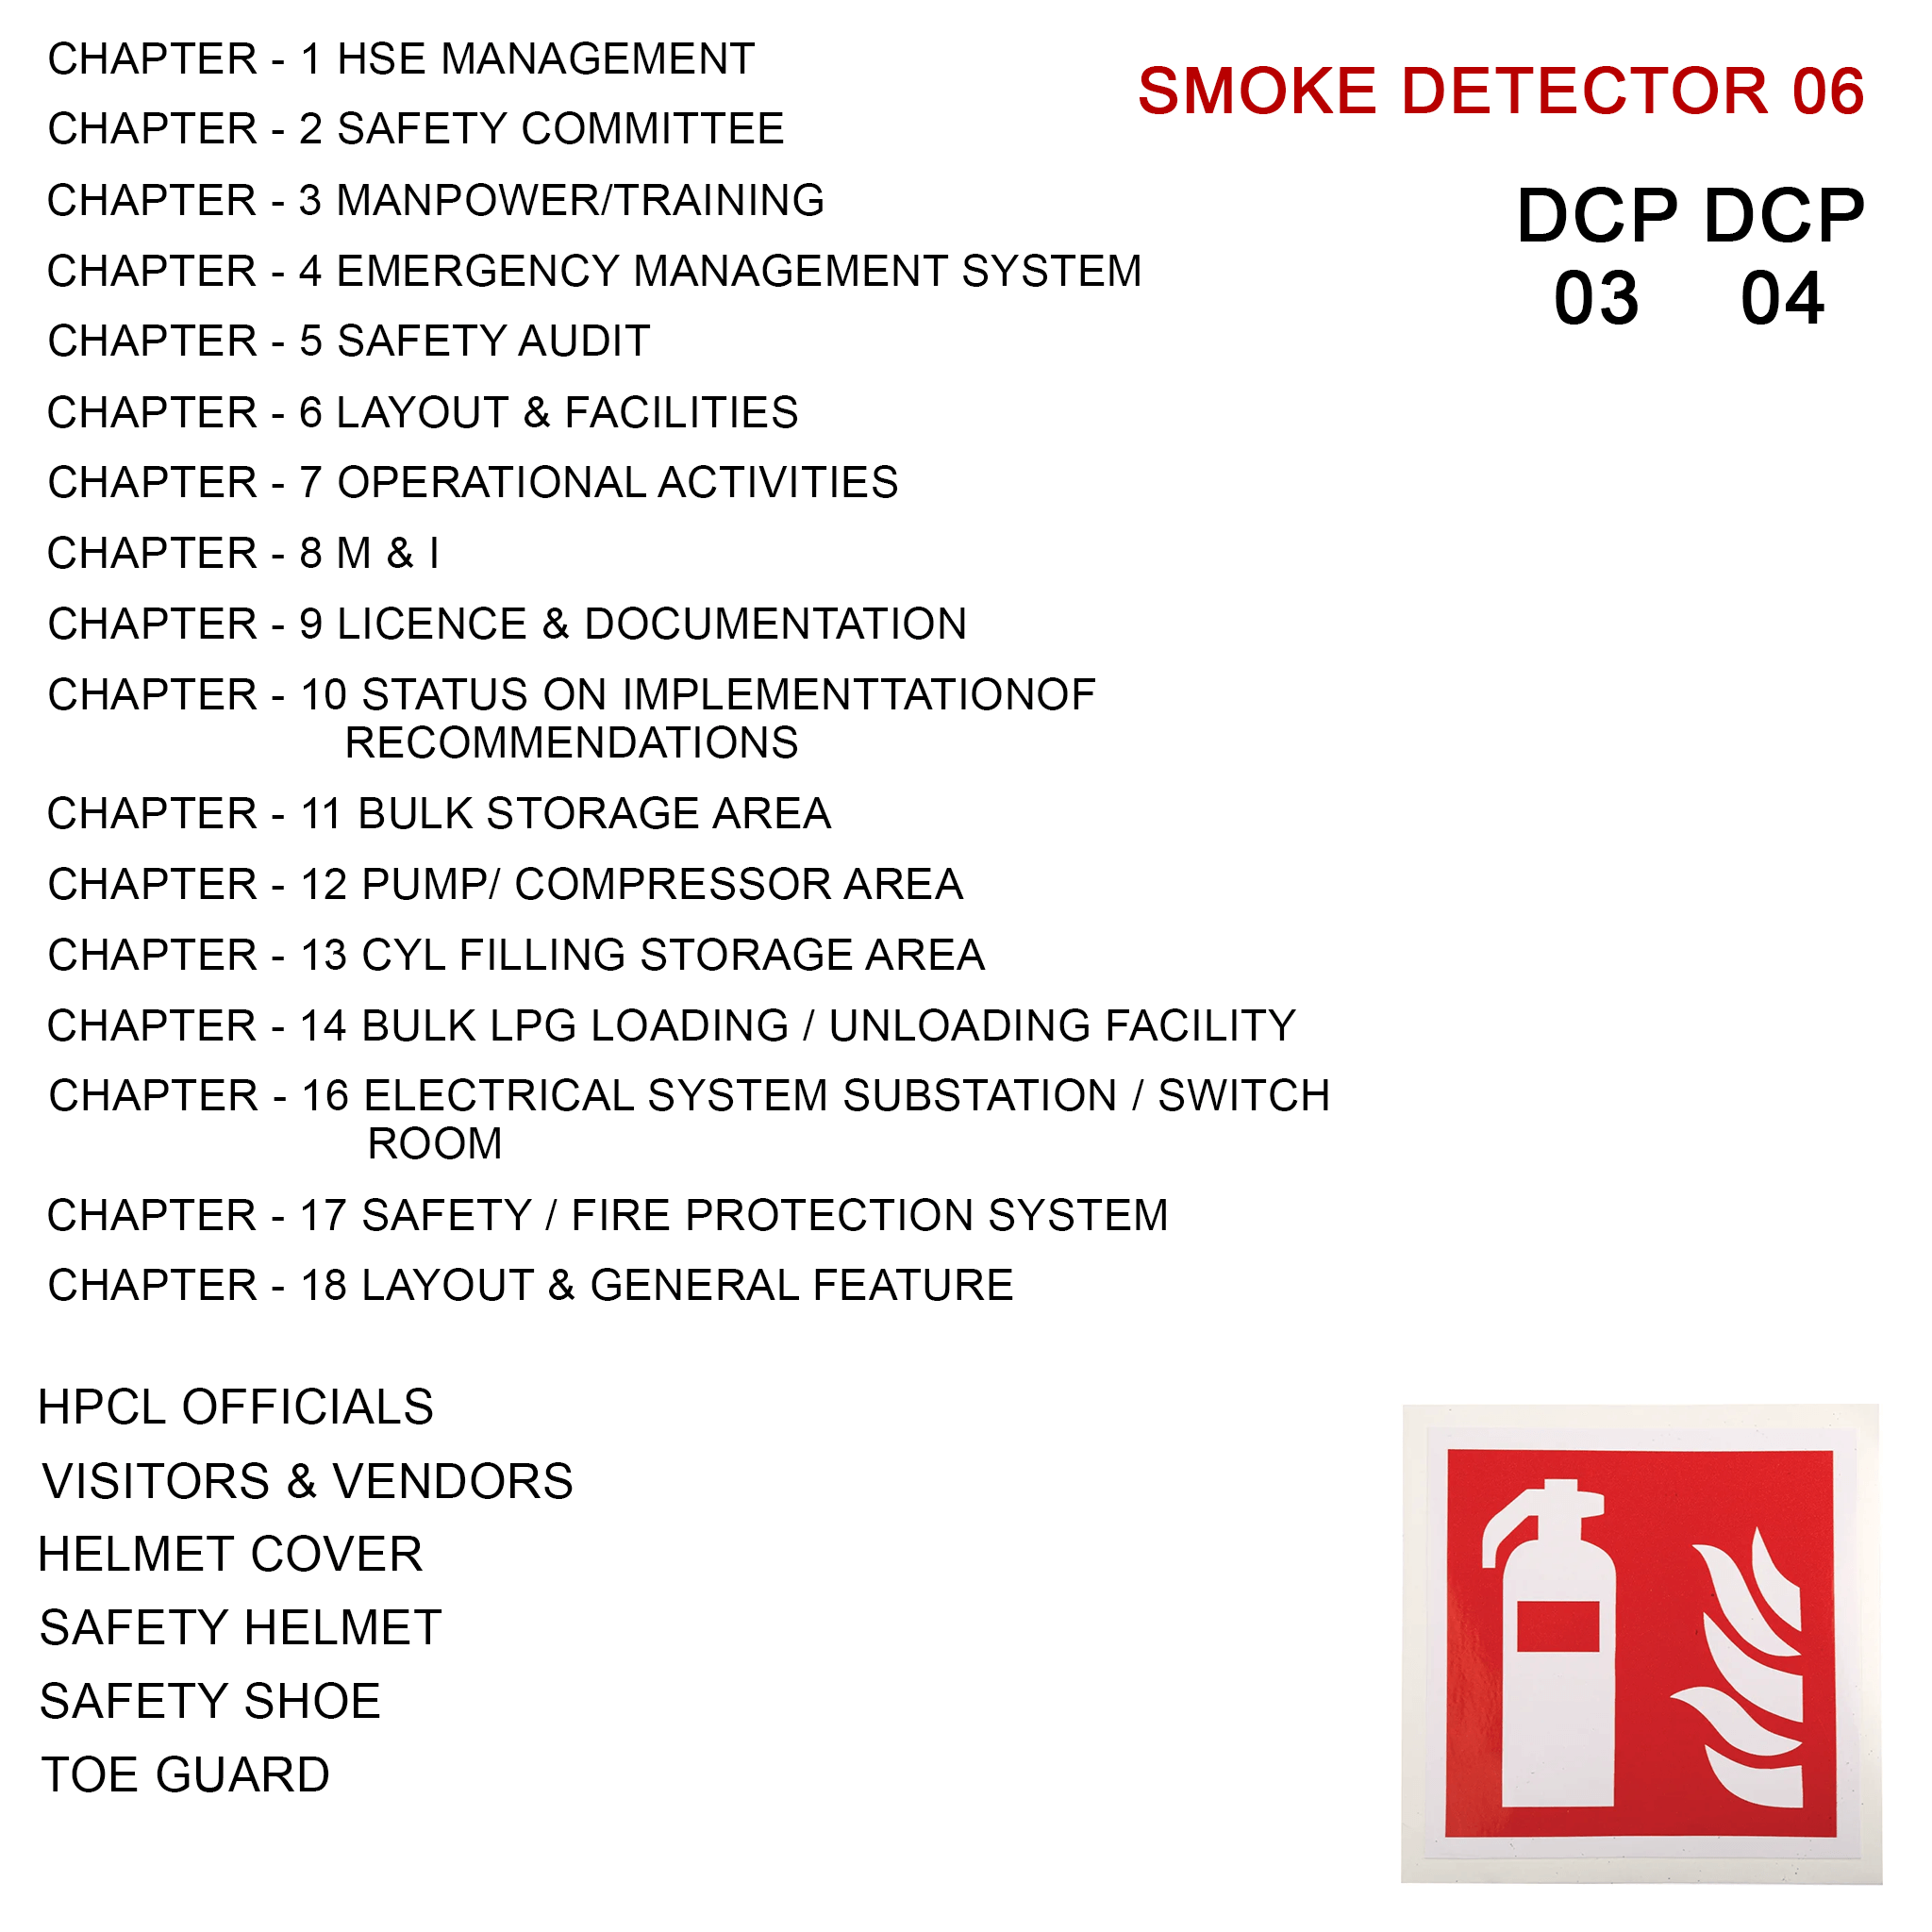 CHAPTER - 1 HSE MANAGEMENT
CHAPTER - 2 SAFETY COMMITTEE
CHAPTER - 3 MANPOWER/TRAINING
CHAPTER - 4 EMERGENCY MANAGEMENT SYSTEM
CHAPTER - 5 SAFETY AUDIT
CHAPTER - 6 LAYOUT & FACILITIES
CHAPTER - 7 OPERATIONAL ACTIVITIES
CHAPTER - 8 M & I
CHAPTER - 9 LICENCE & DOCUMENTATION
CHAPTER - 10 STATUS ON IMPLEMENTTATIONOF
RECOMMENDATIONS
CHAPTER - 11 BULK STORAGE AREA
CHAPTER - 12 PUMP/ COMPRESSOR AREA
CHAPTER - 13 CYL FILLING STORAGE AREA
CHAPTER - 14 BULK LPG LOADING / UNLOADING FACILITY
CHAPTER - 16 ELECTRICAL SYSTEM SUBSTATION / SWITCH
ROOM
CHAPTER - 17 SAFETY / FIRE PROTECTION SYSTEM
CHAPTER - 18 LAYOUT & GENERAL FEATURE
HPCL OFFICIALS
VISITORS & VENDORS
HELMET COVER
SAFETY HELMET
SAFETY SHOE
TOE GUARD
SMOKE DETECTOR 06
DCP DCP
03 04